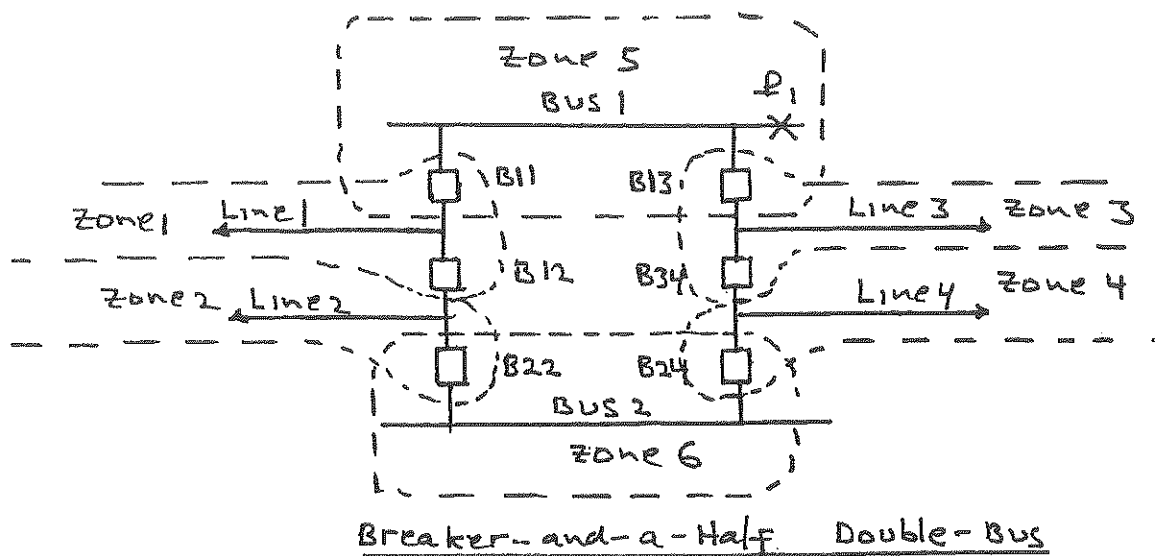 Zone 5
Bus 1
P₁
B11
B13
Zone 1
Line 1
Line 3
Zone 3
B12
B34
Zone 2
Line 2
Line 4
Zone 4
B22
B24
Bus 2
Zone 6
Breaker-and-a-Half Double-Bus